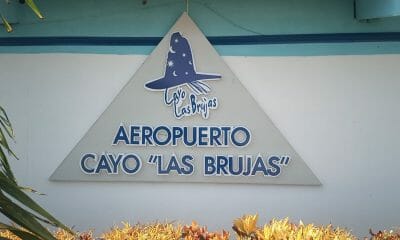 Cayo
Las Brujas
AEROPUERTO
CAYO "LAS BRUJAS"